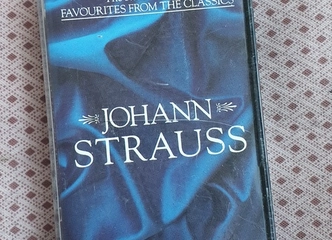 FAVOURITES FROM THE CLASSICS
JOHANN
STRAUSS